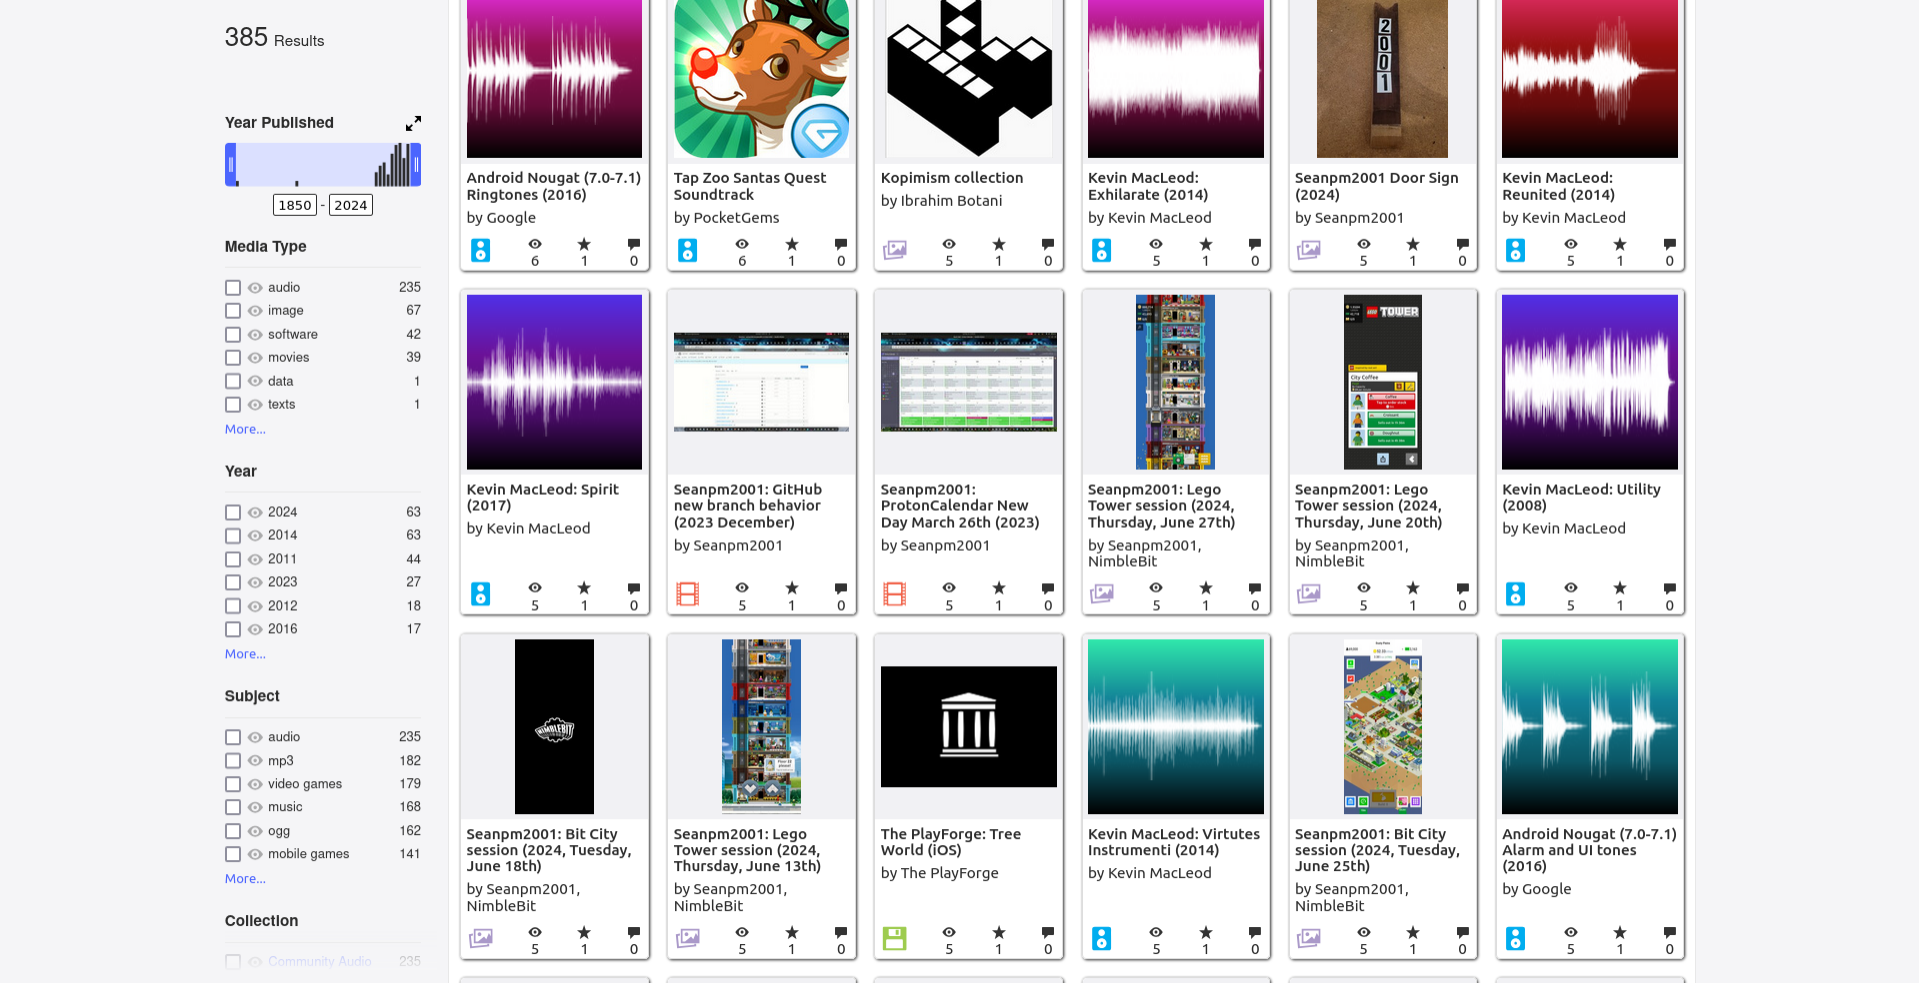 385 Results
Year Published
1850 - 2024
Media Type
audio 235
image 67
software 42
movies 39
data 1
texts 1
More...
Year
2024 63
2014 63
2011 44
2023 27
2012 18
2016 17
More...
Subject
audio 235
mp3 182
video games 179
music 168
ogg 162
mobile games 141
More...
Collection
Community Audio 235
Android Nougat (7.0-7.1)
Ringtones (2016)
by Google
6 1 0
Tap Zoo Santas Quest
Soundtrack
by PocketGems
6 1 0
Kopimism collection
by Ibrahim Botani
5 1 0
Kevin MacLeod:
Exhilarate (2014)
by Kevin MacLeod
5 1 0
2001
Seanpm2001 Door Sign
(2024)
by Seanpm2001
5 1 0
Kevin MacLeod:
Reunited (2014)
by Kevin MacLeod
5 1 0
Kevin MacLeod: Spirit
(2017)
by Kevin MacLeod
5 1 0
Seanpm2001: GitHub
new branch behavior
(2023 December)
by Seanpm2001
5 1 0
Seanpm2001:
ProtonCalendar New
Day March 26th (2023)
by Seanpm2001
5 1 0
Seanpm2001: Lego
Tower session (2024,
Thursday, June 27th)
by Seanpm2001,
NimbleBit
5 1 0
TOWER
City Coffee
Seanpm2001: Lego
Tower session (2024,
Thursday, June 20th)
by Seanpm2001,
NimbleBit
5 1 0
Kevin MacLeod: Utility
(2008)
by Kevin MacLeod
5 1 0
NIMBLEBIT
Seanpm2001: Bit City
session (2024, Tuesday,
June 18th)
by Seanpm2001,
NimbleBit
5 1 0
Seanpm2001: Lego
Tower session (2024,
Thursday, June 13th)
by Seanpm2001,
NimbleBit
5 1 0
The PlayForge: Tree
World (iOS)
by The PlayForge
5 1 0
Kevin MacLeod: Virtutes
Instrumenti (2014)
by Kevin MacLeod
5 1 0
Seanpm2001: Bit City
session (2024, Tuesday,
June 25th)
by Seanpm2001,
NimbleBit
5 1 0
Android Nougat (7.0-7.1)
Alarm and UI tones
(2016)
by Google
5 1 0